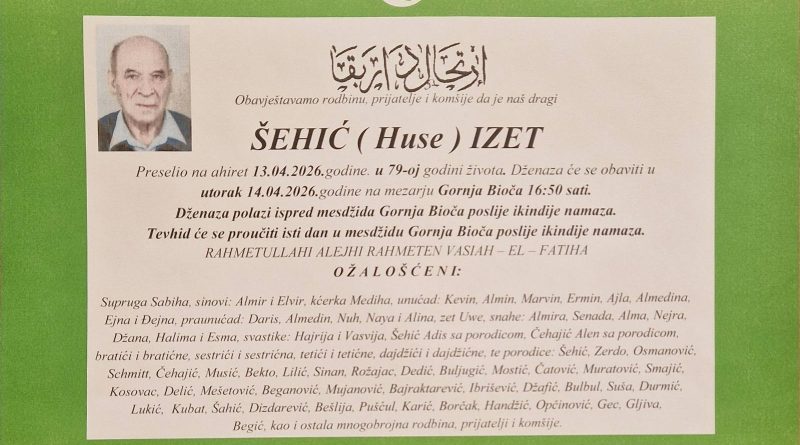 إرتحال دار بقا
Obavještavamo rodbinu, prijatelje i komšije da je naš dragi
ŠEHIĆ ( Huse ) IZET
Preselio na ahiret 13.04.2026.godine. u 79-oj godini života. Dženaza će se obaviti u
utorak 14.04.2026.godine na mezarju Gornja Bioča 16:50 sati.
Dženaza polazi ispred mesdžida Gornja Bioča poslije ikindije namaza.
Tevhid će se proučiti isti dan u mesdžidu Gornja Bioča poslije ikindije namaza.
RAHMETULLAHI ALEJHI RAHMETEN VASIAH – EL – FATIHA
O Ž A L O Š Ć E N I:
Supruga Sabiha, sinovi: Almir i Elvir, kćerka Mediha, unučad: Kevin, Almin, Marvin, Ermin, Ajla, Almedina,
Ejna i Đejna, praunučad: Daris, Almedin, Nuh, Naya i Alina, zet Uwe, snahe: Almira, Senada, Alma, Nejra,
Džana, Halima i Esma, svastike: Hajrija i Vasvija, Šehić Adis sa porodicom, Čehajić Alen sa porodicom,
bratići i bratične, sestrići i sestrična, tetići i tetične, dajdžići i dajdžične, te porodice: Šehić, Zerdo, Osmanović,
Schmitt, Čehajić, Musić, Bekto, Lilić, Sinan, Rožajac, Dedić, Buljugić, Mostić, Čatović, Muratović, Smajić,
Kosovac, Delić, Mešetović, Beganović, Mujanović, Bajraktarević, Ibrišević, Džafić, Bulbul, Suša, Durmić,
Lukić, Kubat, Šahić, Dizdarević, Bešlija, Pušćul, Karić, Borčak, Handžić, Općinović, Gec, Gljiva,
Begić, kao i ostala mnogobrojna rodbina, prijatelji i komšije.